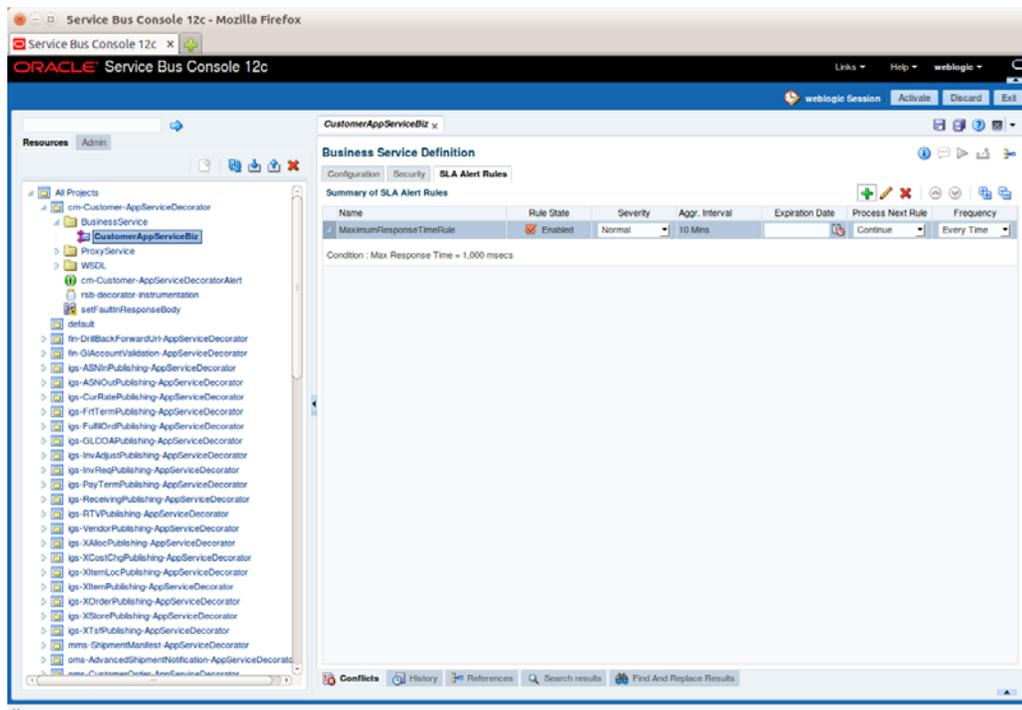 Service Bus Console 12c - Mozilla Firefox
Service Bus Console 12c
ORACLE Service Bus Console 12c
Links Help weblogic
weblogic Session Activate Discard Exit
CustomerAppServiceBiz
Resources Admin
Business Service Definition
Configuration Security SLA Alert Rules
Summary of SLA Alert Rules
Name Rule State Severity Aggr. Interval Expiration Date Process Next Rule Frequency
MaximumResponseTimeRule Enabled Normal 10 Mins Continue Every Time
Condition : Max Response Time = 1,000 msecs
All Projects
cm-Customer-AppServiceDecorator
BusinessService
CustomerAppServiceBiz
ProxyService
WSDL
cm-Customer-AppServiceDecoratorAlert
rsb-decorator-instrumentation
setFaultInResponseBody
default
fin-DrillBackForwardUrl-AppServiceDecorator
fin-GlAccountValidation-AppServiceDecorator
igs-ASNInPublishing-AppServiceDecorator
igs-ASNOutPublishing-AppServiceDecorator
igs-CurRatePublishing-AppServiceDecorator
igs-FrtTermPublishing-AppServiceDecorator
igs-FulfilOrdPublishing-AppServiceDecorator
igs-GLCOAPublishing-AppServiceDecorator
igs-InvAdjustPublishing-AppServiceDecorator
igs-InvReqPublishing-AppServiceDecorator
igs-PayTermPublishing-AppServiceDecorator
igs-ReceivingPublishing-AppServiceDecorator
igs-RTVPublishing-AppServiceDecorator
igs-VendorPublishing-AppServiceDecorator
igs-XAllocPublishing-AppServiceDecorator
igs-XCostChgPublishing-AppServiceDecorator
igs-XItemLocPublishing-AppServiceDecorator
igs-XItemPublishing-AppServiceDecorator
igs-XOrderPublishing-AppServiceDecorator
igs-XStorePublishing-AppServiceDecorator
igs-XTsfPublishing-AppServiceDecorator
mms-ShipmentManifest-AppServiceDecorator
oms-AdvancedShipmentNotification-AppServiceDecorato
oms-CustomerOrder-AppServiceDecorator
Conflicts History References Search results Find And Replace Results